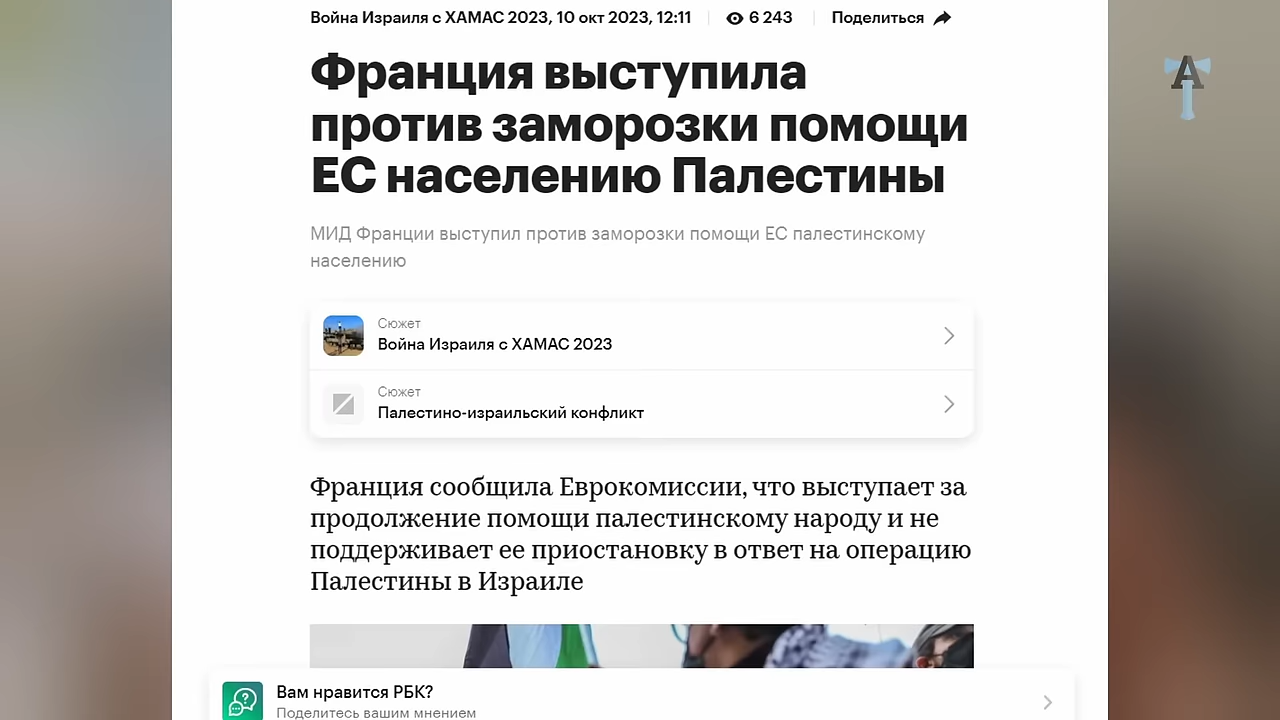 Война Израиля с ХАМАС 2023, 10 окт 2023, 12:11 6 243 Поделиться
Франция выступила
против заморозки помощи
ЕС населению Палестины
МИД Франции выступил против заморозки помощи ЕС палестинскому
населению
Сюжет
Война Израиля с ХАМАС 2023
Сюжет
Палестино-израильский конфликт
Франция сообщила Еврокомиссии, что выступает за
продолжение помощи палестинскому народу и не
поддерживает ее приостановку в ответ на операцию
Палестины в Израиле
Вам нравится РБК?
Поделитесь вашим мнением